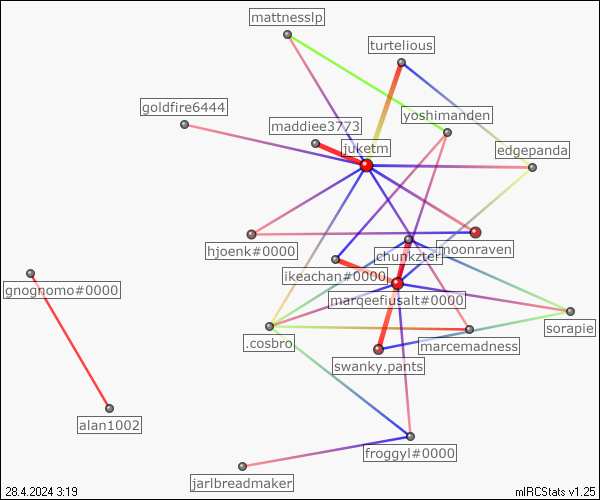 mattnesslp
turtelious
goldfire6444
yoshimanden
maddiee3773
juketm
edgepanda
hjoenk#0000
moonraven
chunkzter
ikeachan#0000
gnognomo#0000
marqeefiusalt#0000
sorapie
.cosbro
marcemadness
swanky.pants
alan1002
froggyl#0000
jarlbreadmaker
28.4.2024 3:19
mIRCStats v1.25